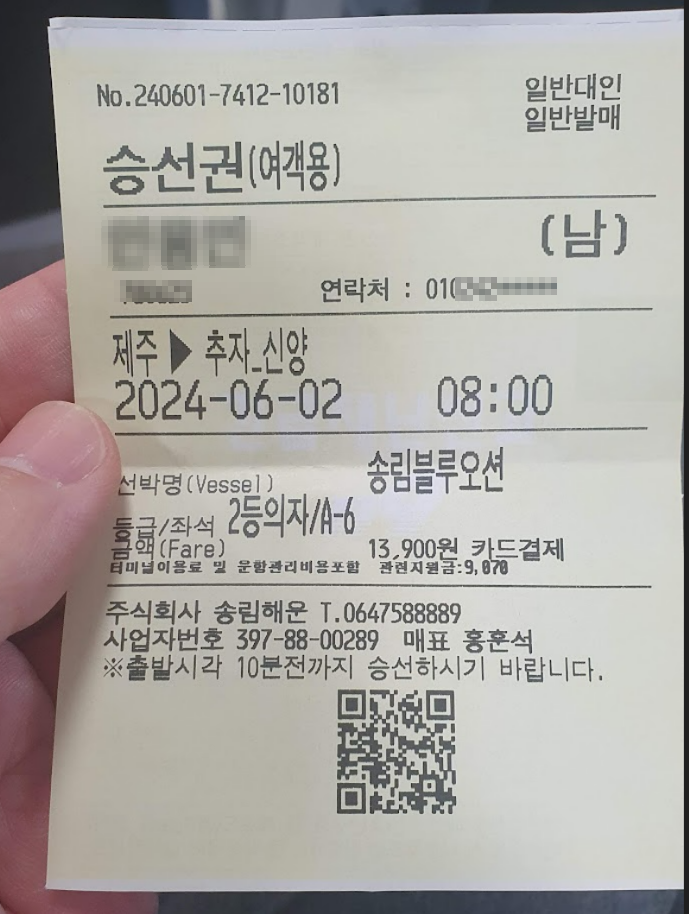 No.240601-7412-10181
일반대인
일반발매
승선권(여객용)
(남)
연락처 : 010
제주 ▶ 추자_신양
2024-06-02 08:00
선박명(Vessel) 송림블루오션
등급/좌석 2등의자/A-6
금액(Fare) 13,900원 카드결제
터미널이용료 및 운항관리비용포함 관련지원금:9,070
주식회사 송림해운 T.0647588889
사업자번호 397-88-00289 매표 홍훈석
※출발시각 10분전까지 승선하시기 바랍니다.